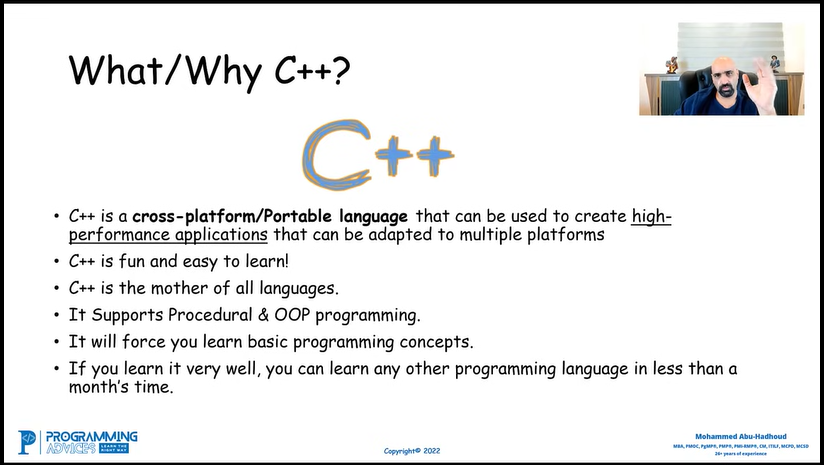 What/Why C++?
C++
• C++ is a cross-platform/Portable language that can be used to create high-
performance applications that can be adapted to multiple platforms
• C++ is fun and easy to learn!
• C++ is the mother of all languages.
• It Supports Procedural & OOP programming.
• It will force you learn basic programming concepts.
• If you learn it very well, you can learn any other programming language in less than a
month's time.
PROGRAMMING
ADVICES LEARN THE
RIGHT WAY
Copyright© 2022
Mohammed Abu-Hadhoud
MBA, PMOC, PgMP®, PMP®, PMI-RMP®, CM, ITILF, MCPD, MCSD
26+ years of experience